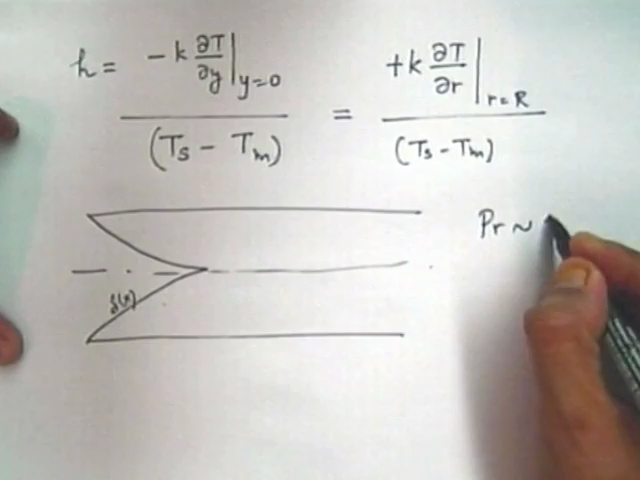 h = -k ∂T/∂y |y=0 / (Ts - Tm) = +k ∂T/∂r |r=R / (Ts - Tm)
Pr ~
δ(x)